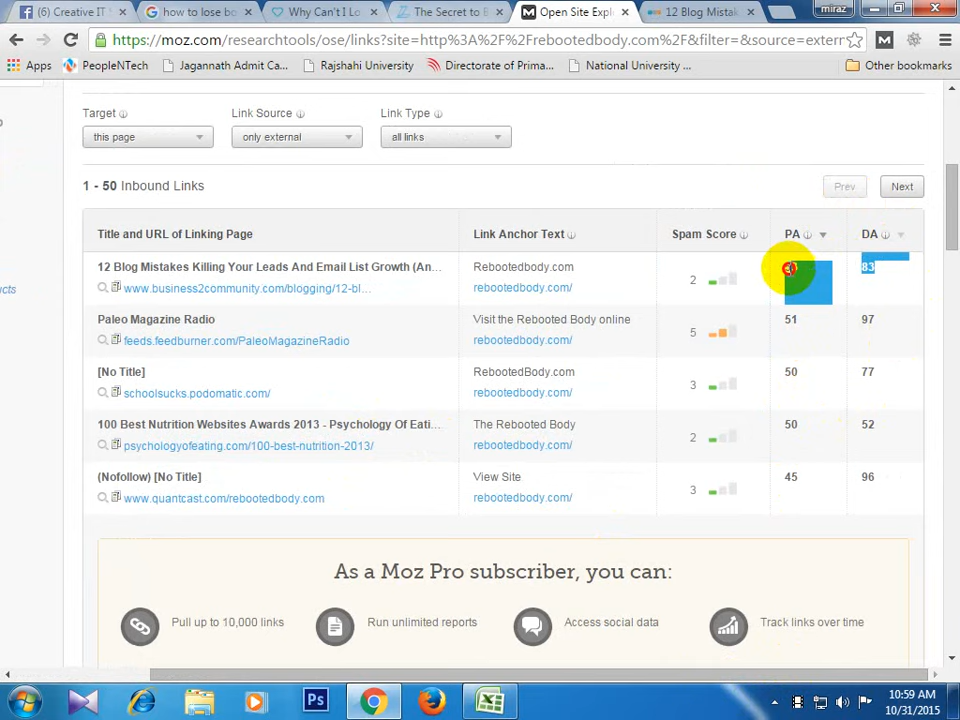 (5) Creative IT S
how to lose bo
Why Can't I Lo
The Secret to B
Open Site Explo
12 Blog Mistak
miraz
https://moz.com/researchtools/ose/links?site=http%3A%2F%2Frebootedbody.com%2F&filter=&source=extern
Apps
PeopleNTech
Jagannath Admit Ca...
Rajshahi University
Directorate of Prima...
National University ...
Other bookmarks
Target
Link Source
Link Type
this page
only external
all links
1 - 50 Inbound Links
Prev
Next
Title and URL of Linking Page
Link Anchor Text
Spam Score
PA
DA
12 Blog Mistakes Killing Your Leads And Email List Growth (An...
Rebootedbody.com
83
www.business2community.com/blogging/12-bl...
rebootedbody.com/
2
Paleo Magazine Radio
Visit the Rebooted Body online
51
97
feeds.feedburner.com/PaleoMagazineRadio
rebootedbody.com/
5
[No Title]
RebootedBody.com
50
77
schoolsucks.podomatic.com/
rebootedbody.com/
3
100 Best Nutrition Websites Awards 2013 - Psychology Of Eati...
The Rebooted Body
50
52
psychologyofeating.com/100-best-nutrition-2013/
rebootedbody.com/
2
(Nofollow) [No Title]
View Site
45
96
www.quantcast.com/rebootedbody.com
rebootedbody.com/
3
ucts
As a Moz Pro subscriber, you can:
Pull up to 10,000 links
Run unlimited reports
Access social data
Track links over time
Ps
10:59 AM
10/31/2015